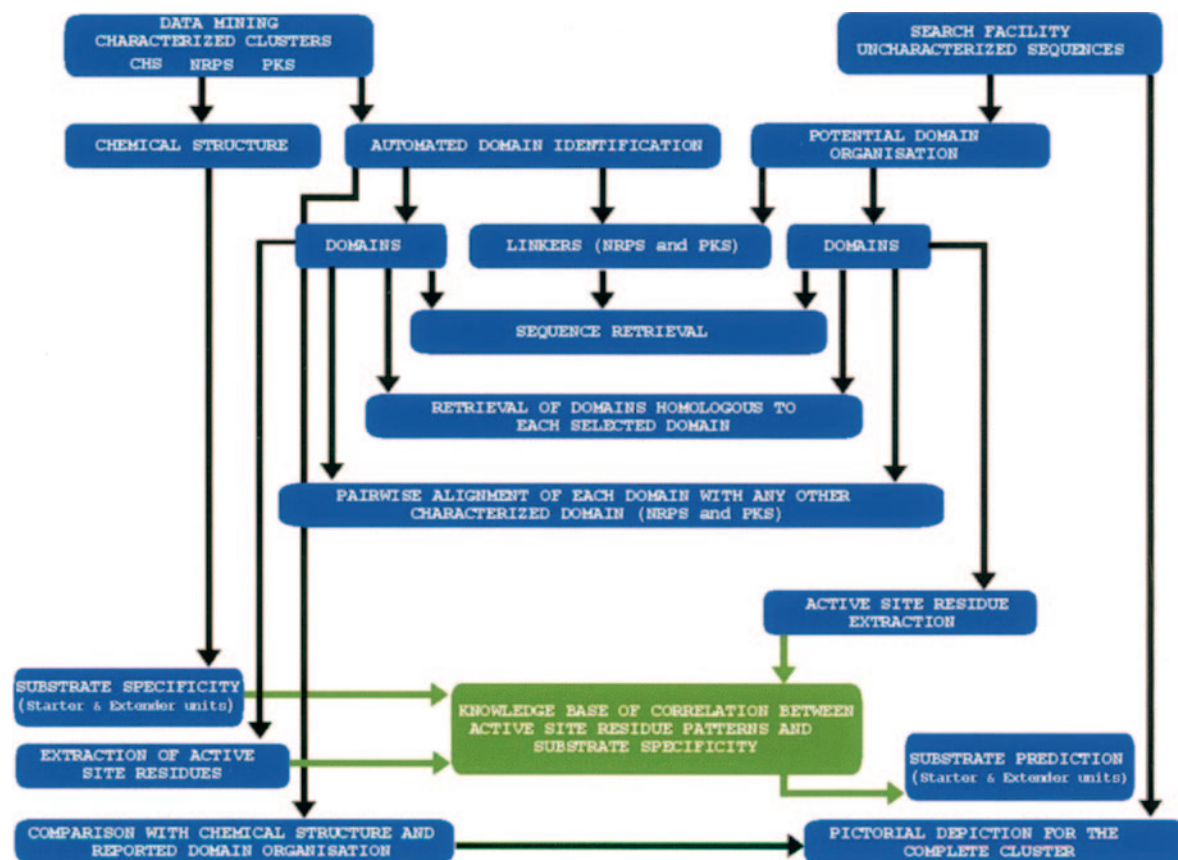 DATA MINING
CHARACTERIZED CLUSTERS
CHS NRPS PKS
SEARCH FACILITY
UNCHARACTERIZED SEQUENCES
CHEMICAL STRUCTURE
AUTOMATED DOMAIN IDENTIFICATION
POTENTIAL DOMAIN
ORGANISATION
DOMAINS
LINKERS (NRPS and PKS)
DOMAINS
SEQUENCE RETRIEVAL
RETRIEVAL OF DOMAINS HOMOLOGOUS TO
EACH SELECTED DOMAIN
PAIRWISE ALIGNMENT OF EACH DOMAIN WITH ANY OTHER
CHARACTERIZED DOMAIN (NRPS and PKS)
ACTIVE SITE RESIDUE
EXTRACTION
SUBSTRATE SPECIFICITY
(Starter & Extender units)
KNOWLEDGE BASE OF CORRELATION BETWEEN
ACTIVE SITE RESIDUE PATTERNS AND
SUBSTRATE SPECIFICITY
EXTRACTION OF ACTIVE
SITE RESIDUES
SUBSTRATE PREDICTION
(Starter & Extender units)
COMPARISON WITH CHEMICAL STRUCTURE AND
REPORTED DOMAIN ORGANISATION
PICTORIAL DEPICTION FOR THE
COMPLETE CLUSTER